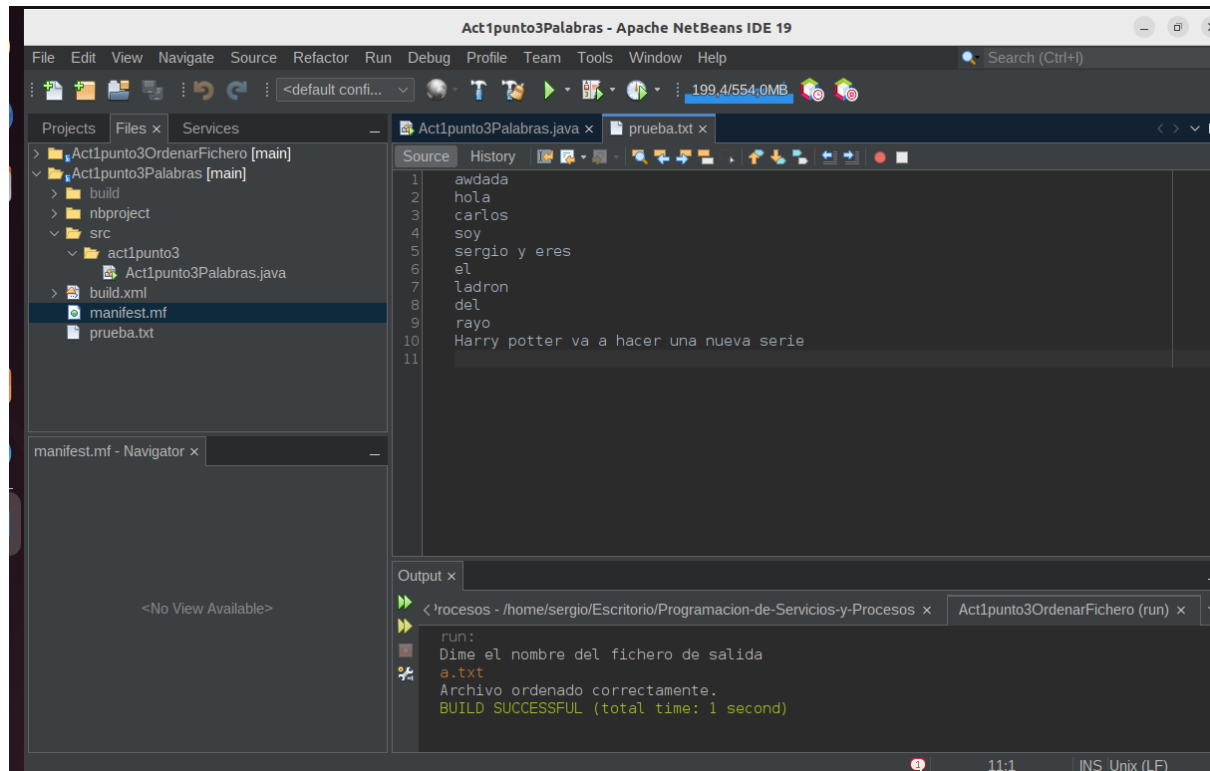 Act1punto3Palabras - Apache NetBeans IDE 19
File Edit View Navigate Source Refactor Run Debug Profile Team Tools Window Help
Search (Ctrl+I)
<default confi...
199,4/554,0MB
Projects Files Services
Act1punto3OrdenarFichero [main]
Act1punto3Palabras [main]
build
nbproject
src
act1punto3
Act1punto3Palabras.java
build.xml
manifest.mf
prueba.txt
manifest.mf - Navigator
<No View Available>
Act1punto3Palabras.java prueba.txt
Source History
1 awdada
2 hola
3 carlos
4 soy
5 sergio y eres
6 el
7 ladron
8 del
9 rayo
10 Harry potter va a hacer una nueva serie
11
Output
rocesos - /home/sergio/Escritorio/Programacion-de-Servicios-y-Procesos Act1punto3OrdenarFichero (run)
run:
Dime el nombre del fichero de salida
a.txt
Archivo ordenado correctamente.
BUILD SUCCESSFUL (total time: 1 second)
1 11:1 INS Unix (LF)